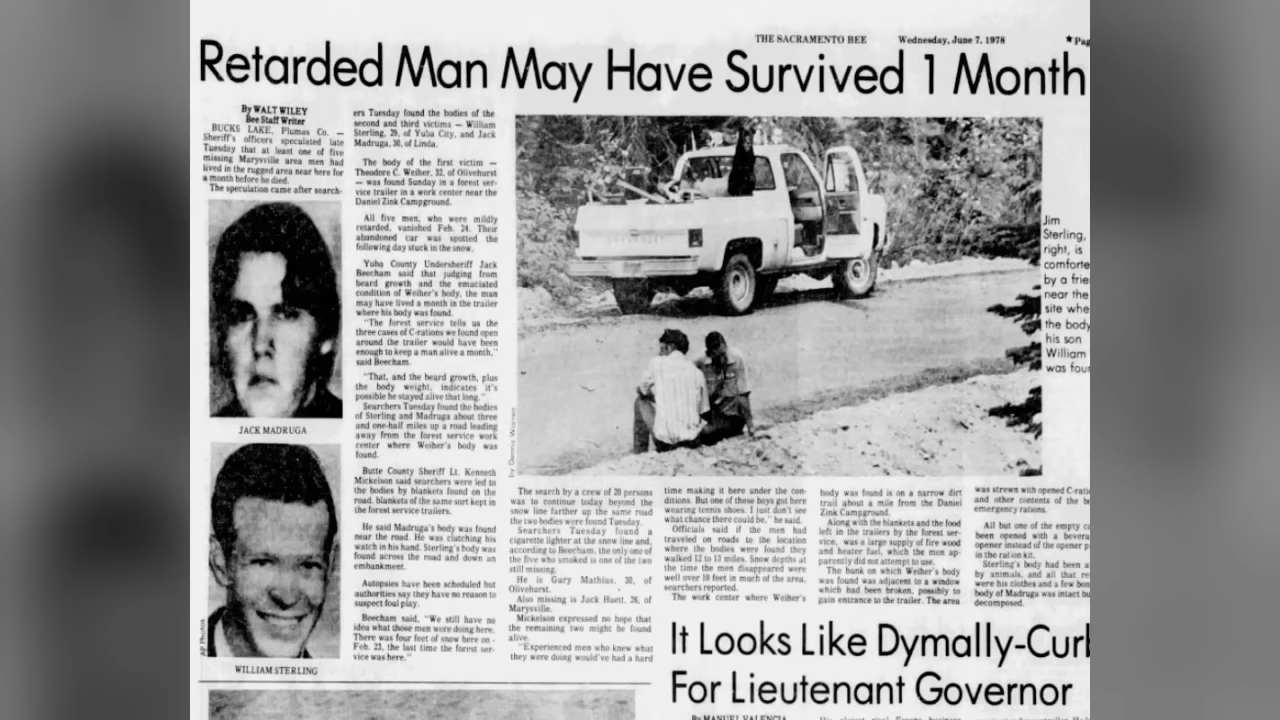 THE SACRAMENTO BEE Wednesday, June 7, 1978 ★ Pag
Retarded Man May Have Survived 1 Month
By WALT WILEY
Bee Staff Writer
BUCKS LAKE, Plumas Co. —
Sheriff's officers speculated late
Tuesday that at least one of five
missing Marysville area men had
lived in the rugged area near here for
a month before he died.
The speculation came after search-
JACK MADRUGA
AP Photos
WILLIAM STERLING
ers Tuesday found the bodies of the
second and third victims — William
Sterling, 29, of Yuba City, and Jack
Madruga, 30, of Linda.
The body of the first victim —
Theodore C. Weiher, 32, of Olivehurst
— was found Sunday in a forest ser-
vice trailer in a work center near the
Daniel Zink Campground.
All five men, who were mildly
retarded, vanished Feb. 24. Their
abandoned car was spotted the
following day stuck in the snow.
Yuba County Undersheriff Jack
Beecham said that judging from
beard growth and the emaciated
condition of Weiher's body, the man
may have lived a month in the trailer
where his body was found.
"The forest service tells us the
three cases of C-rations we found open
around the trailer would have been
enough to keep a man alive a month,"
said Beecham.
"That, and the beard growth, plus
the body weight, indicates it's
possible he stayed alive that long."
Searchers Tuesday found the bodies
of Sterling and Madruga about three
and one-half miles up a road leading
away from the forest service work
center where Weiher's body was
found.
Butte County Sheriff Lt. Kenneth
Mickelson said searchers were led to
the bodies by blankets found on the
road, blankets of the same sort kept in
the forest service trailers.
He said Madruga's body was found
near the road. He was clutching his
watch in his hand. Sterling's body was
found across the road and down an
embankment.
Autopsies have been scheduled but
authorities say they have no reason to
suspect foul play.
Beecham said, "We still have no
idea what those men were doing here.
There was four feet of snow here on
Feb. 23, the last time the forest ser-
vice was here."
by Dennis Warren
Jim
Sterling,
right, is
comforte
by a frie
near the
site whe
the body
his son
William
was foun
The search by a crew of 20 persons
was to continue today beyond the
snow line farther up the same road
the two bodies were found Tuesday.
Searchers Tuesday found a
cigarette lighter at the snow line and,
according to Beecham, the only one of
the five who smoked is one of the two
still missing.
He is Gary Mathias, 30, of
Olivehurst.
Also missing is Jack Huett, 26, of
Marysville.
Mickelson expressed no hope that
the remaining two might be found
alive.
"Experienced men who knew what
they were doing would've had a hard
time making it here under the con-
ditions. But one of these boys got here
wearing tennis shoes. I just don't see
what chance there could be," he said.
Officials said if the men had
traveled on roads to the location
where the bodies were found they
walked 12 to 13 miles. Snow depths at
the time the men disappeared were
well over 10 feet in much of the area,
searchers reported.
The work center where Weiher's
body was found is on a narrow dirt
trail about a mile from the Daniel
Zink Campground.
Along with the blankets and the food
left in the trailers by the forest ser-
vice, was a large supply of fire wood
and heater fuel, which the men ap-
parently did not attempt to use.
The bunk on which Weiher's body
was found was adjacent to a window
which had been broken, possibly to
gain entrance to the trailer. The area
was strewn with opened C-rati
and other contents of the b
emergency rations.
All but one of the empty c
been opened with a bevera
opener instead of the opener p
in the ration kit.
Sterling's body had been a
by animals, and all that re
were his clothes and a few bon
body of Madruga was intact bu
decomposed.
It Looks Like Dymally-Curb
For Lieutenant Governor
By MANUEL VALENCIA